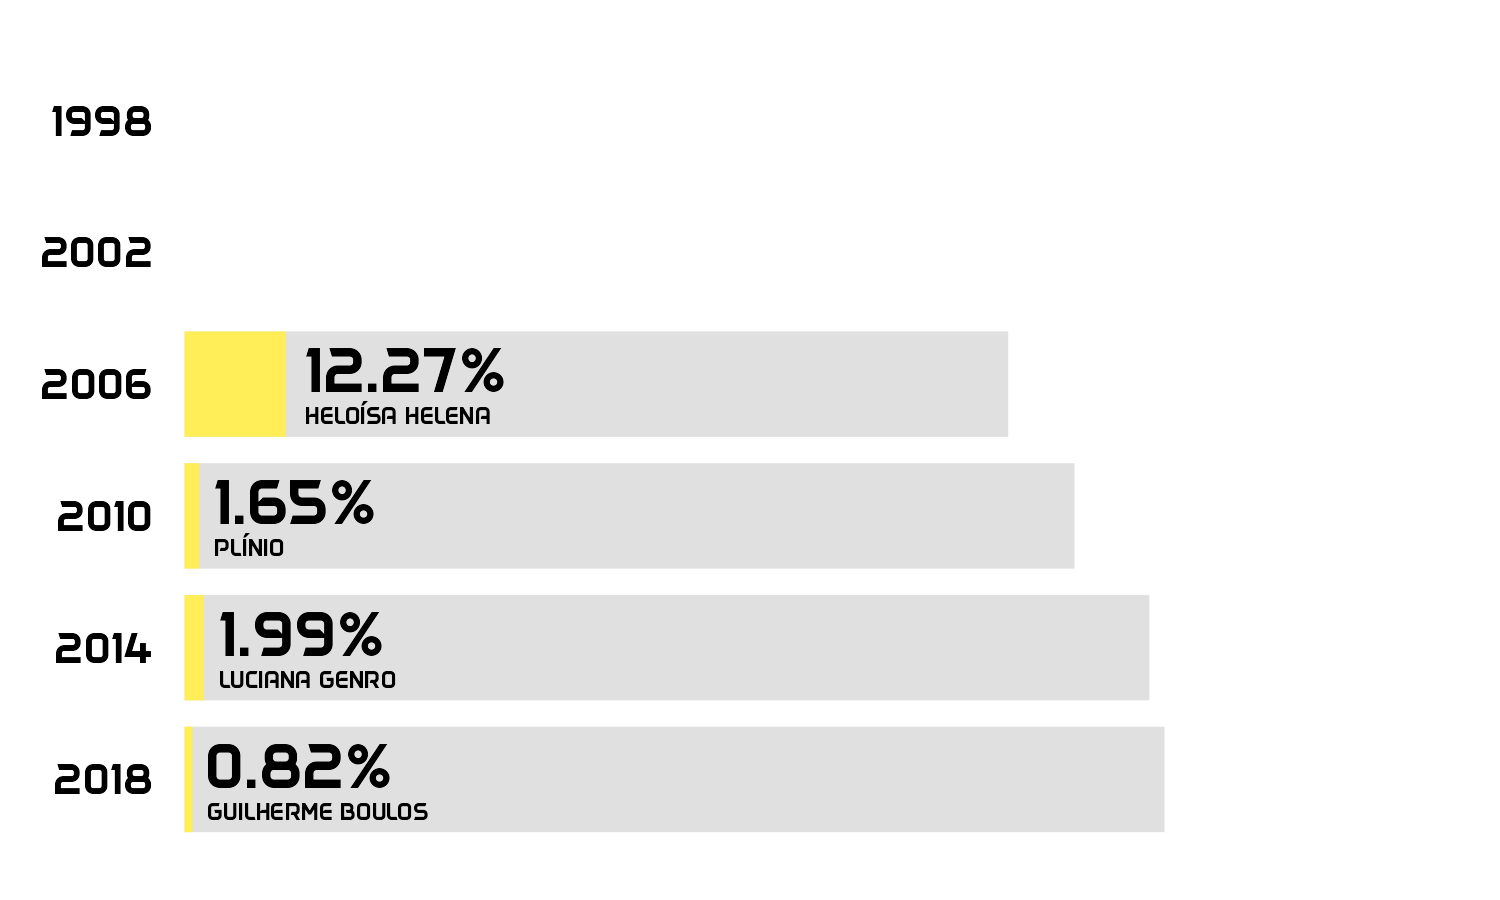 1998
2002
2006
12.27%
HELOÍSA HELENA
2010
1.65%
PLÍNIO
2014
1.99%
LUCIANA GENRO
2018
0.82%
GUILHERME BOULOS